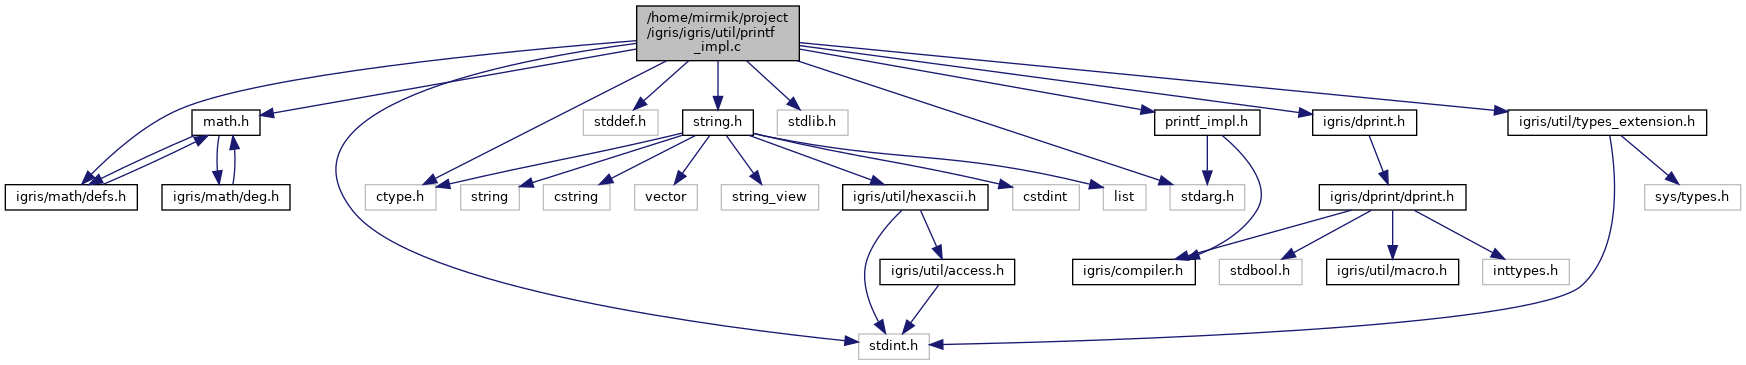 /home/mirmik/project
/igris/igris/util/printf
_impl.c
math.h
stddef.h
string.h
stdlib.h
printf_impl.h
igris/dprint.h
igris/util/types_extension.h
igris/math/defs.h
igris/math/deg.h
ctype.h
string
cstring
vector
string_view
igris/util/hexascii.h
cstdint
list
stdarg.h
igris/dprint/dprint.h
sys/types.h
igris/util/access.h
igris/compiler.h
stdbool.h
igris/util/macro.h
inttypes.h
stdint.h